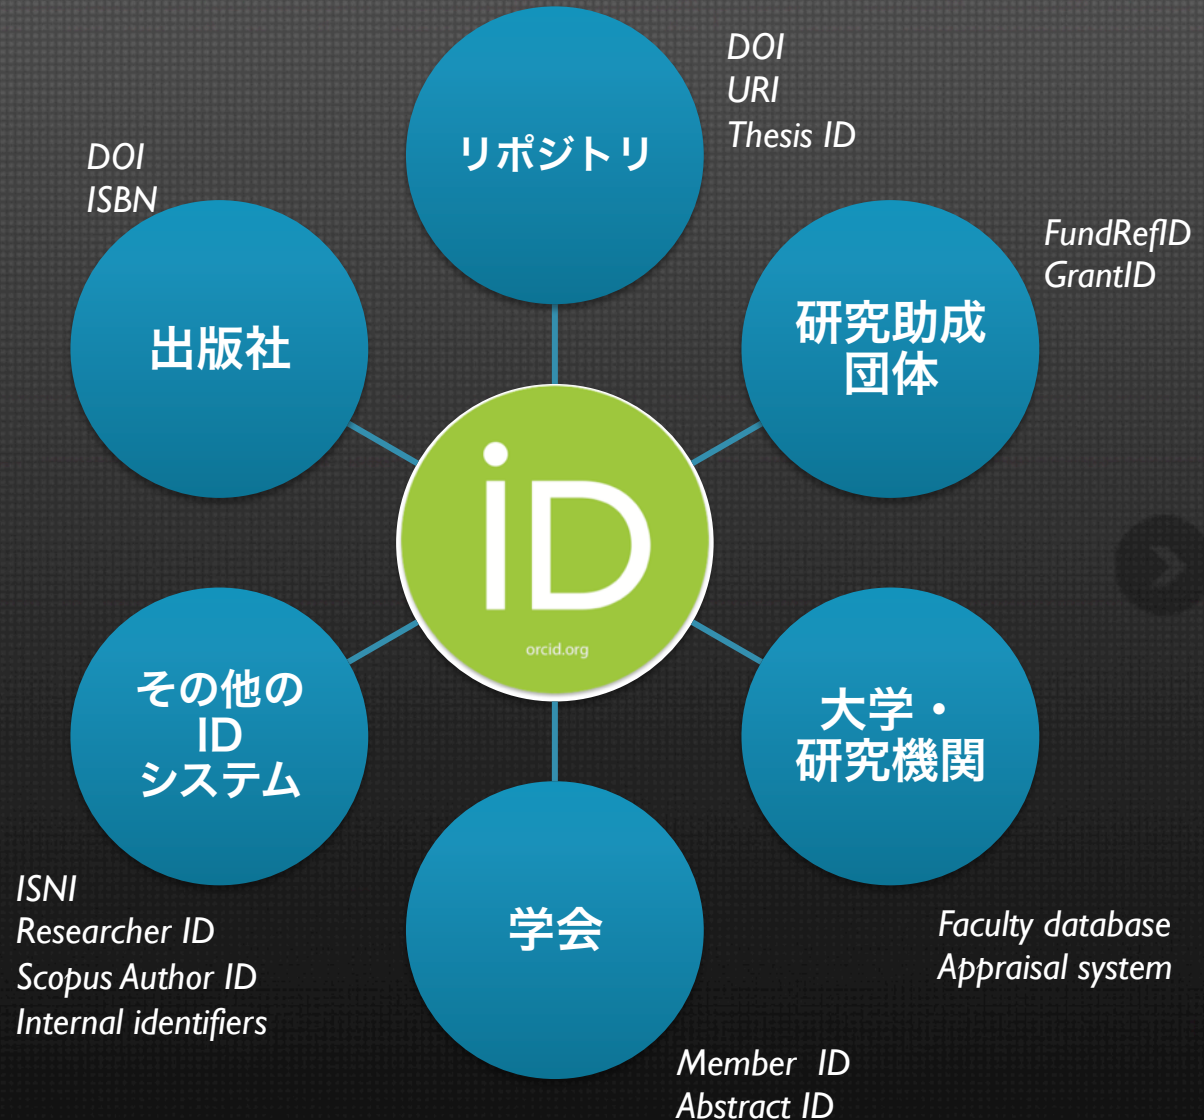 リポジトリ
DOI
URI
Thesis ID
研究助成
団体
FundRefID
GrantID
大学・
研究機関
Faculty database
Appraisal system
学会
Member ID
Abstract ID
その他の
ID
システム
ISNI
Researcher ID
Scopus Author ID
Internal identifiers
出版社
DOI
ISBN
iD
orcid.org